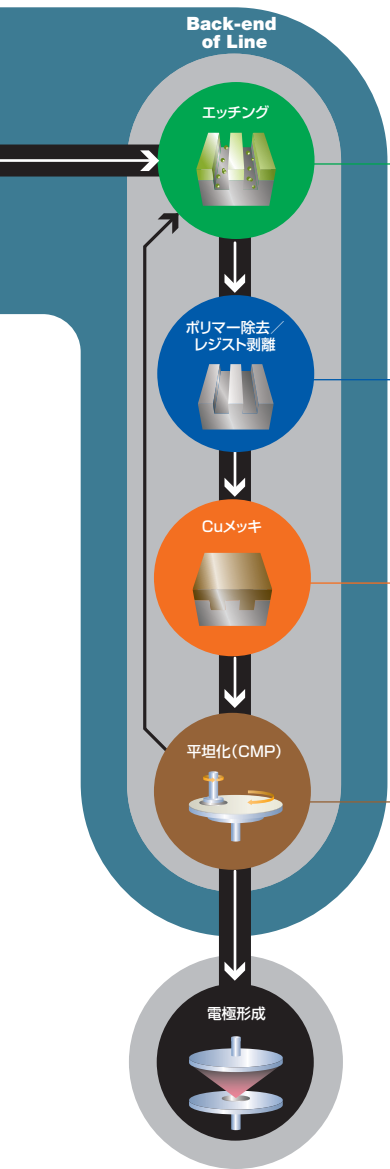 Back-end
of Line
エッチング
ポリマー除去／
レジスト剥離
Cuメッキ
平坦化(CMP)
電極形成